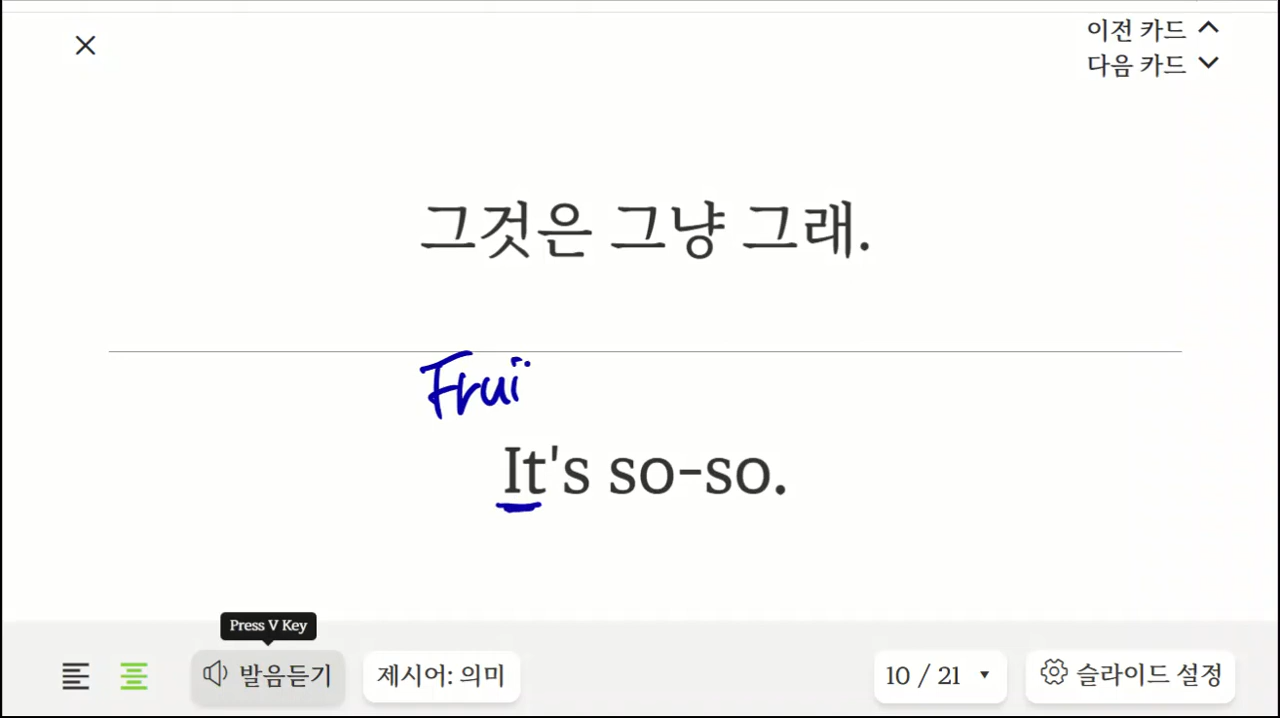 이전 카드
다음 카드
그것은 그냥 그래.
Frui
It's so-so.
Press V Key
발음듣기
제시어: 의미
10 / 21
슬라이드 설정